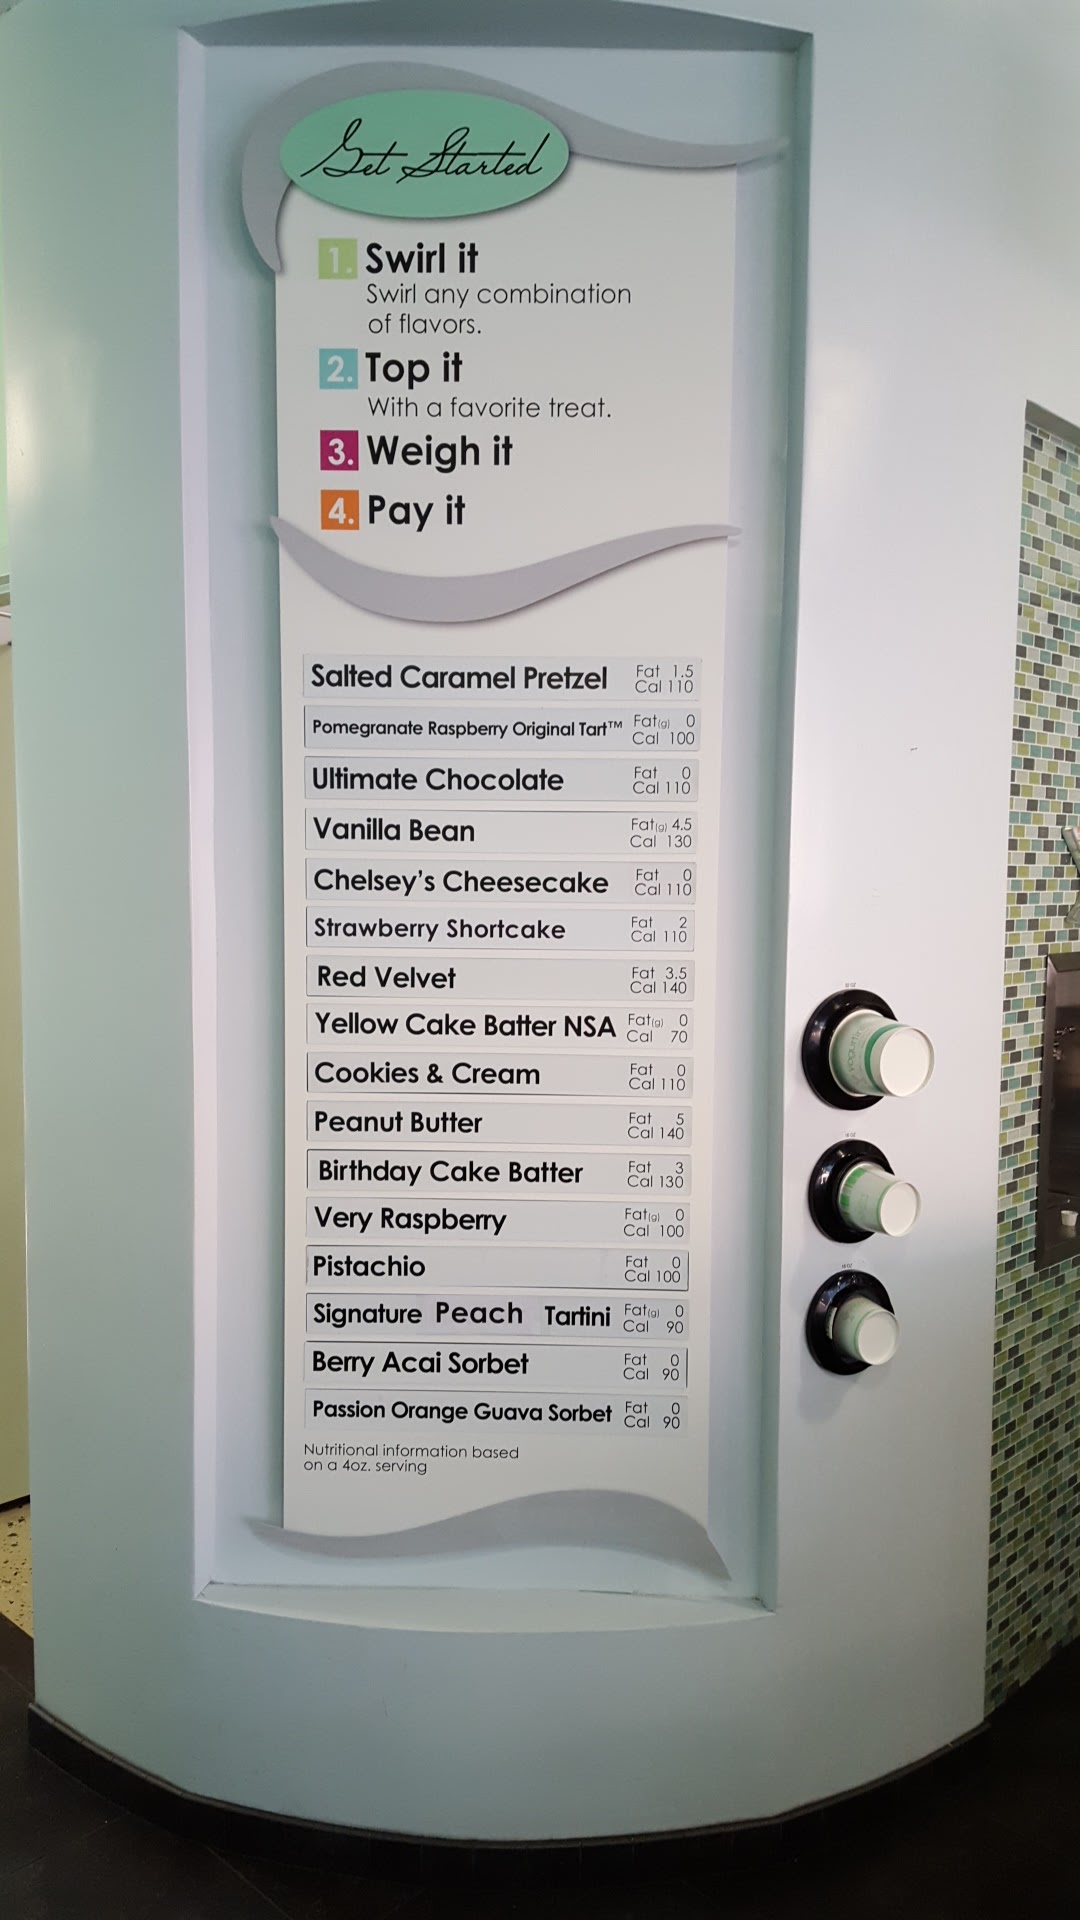 Get Started
1. Swirl it
Swirl any combination
of flavors.
2. Top it
With a favorite treat.
3. Weigh it
4. Pay it
Salted Caramel Pretzel Fat 1.5
Cal 110
Pomegranate Raspberry Original Tart™ Fat(g) 0
Cal 100
Ultimate Chocolate Fat 0
Cal 110
Vanilla Bean Fat(g) 4.5
Cal 130
Chelsey's Cheesecake Fat 0
Cal 110
Strawberry Shortcake Fat 2
Cal 110
Red Velvet Fat 3.5
Cal 140
Yellow Cake Batter NSA Fat(g) 0
Cal 70
Cookies & Cream Fat 0
Cal 110
Peanut Butter Fat 5
Cal 140
Birthday Cake Batter Fat 3
Cal 130
Very Raspberry Fat(g) 0
Cal 100
Pistachio Fat 0
Cal 100
Signature Peach Tartini Fat(g) 0
Cal 90
Berry Acai Sorbet Fat 0
Cal 90
Passion Orange Guava Sorbet Fat 0
Cal 90
Nutritional information based
on a 4oz. serving